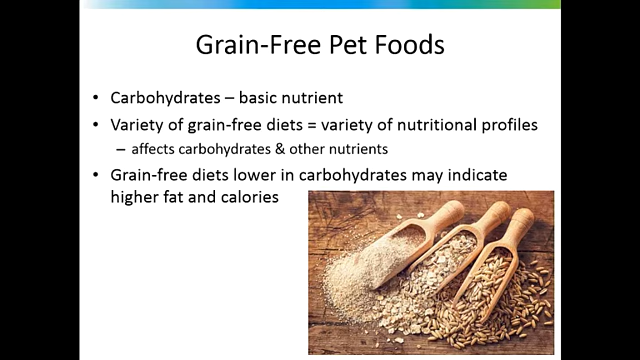 Grain-Free Pet Foods
• Carbohydrates – basic nutrient
• Variety of grain-free diets = variety of nutritional profiles
– affects carbohydrates & other nutrients
• Grain-free diets lower in carbohydrates may indicate
higher fat and calories